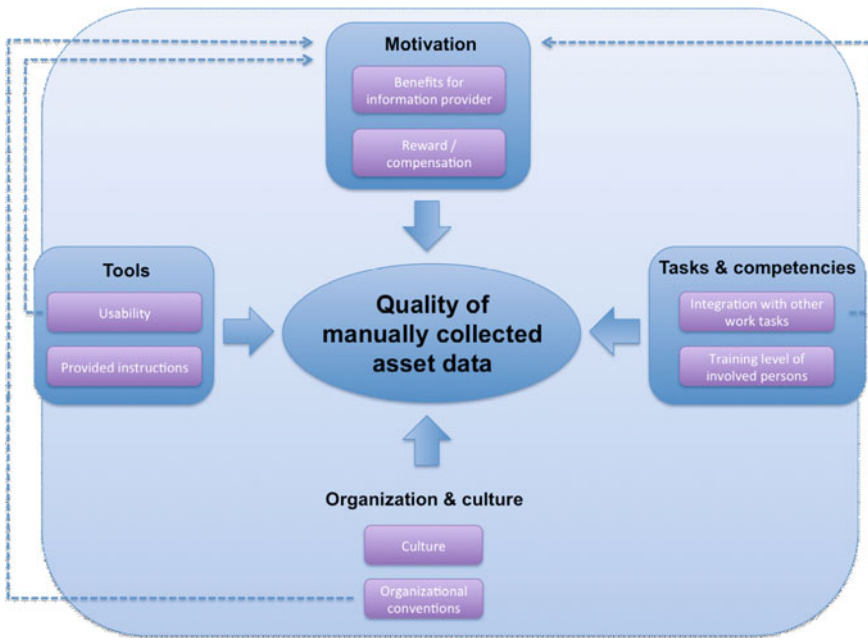 Motivation
Benefits for
information provider
Reward /
compensation
Tools
Usability
Provided instructions
Quality of
manually collected
asset data
Tasks & competencies
Integration with other
work tasks
Training level of
involved persons
Organization & culture
Culture
Organizational
conventions